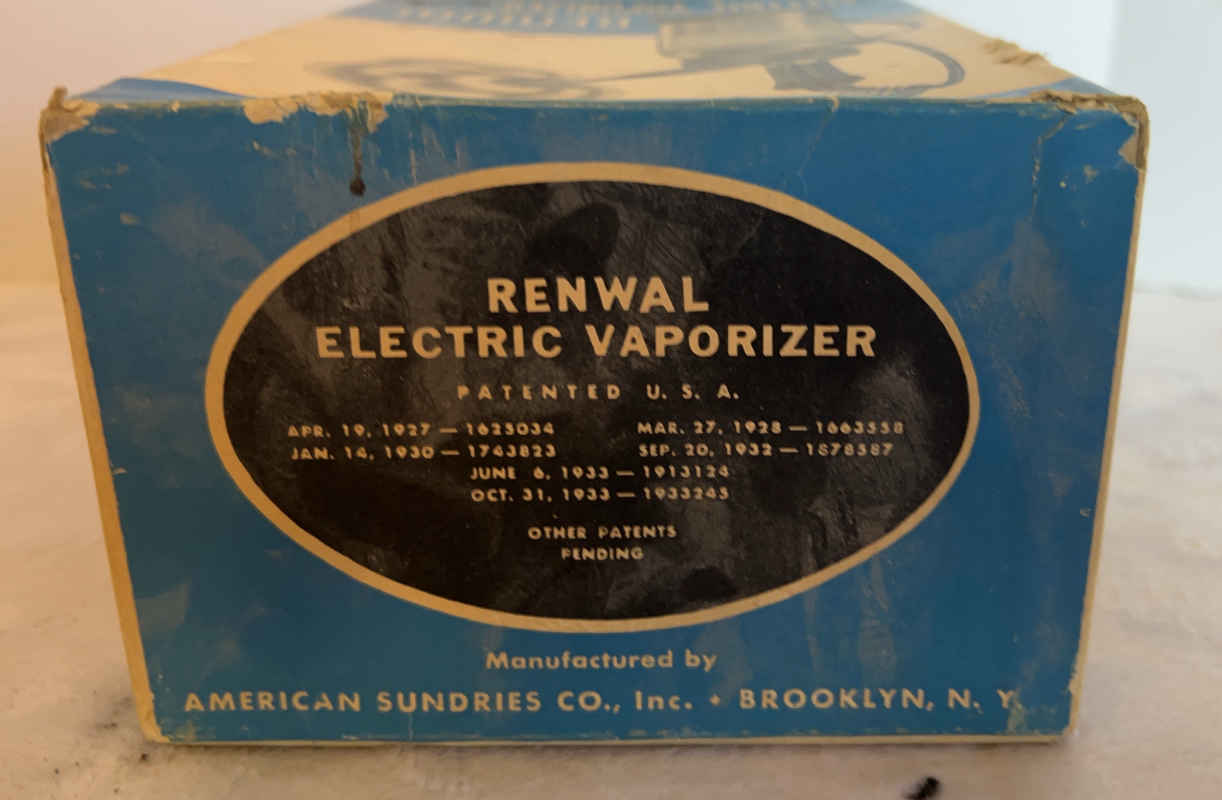 RENWAL
ELECTRIC VAPORIZER
PATENTED U. S. A.
APR. 19, 1927 — 1625034 MAR. 27, 1928 — 1663558
JAN. 14, 1930 — 1743823 SEP. 20, 1932 — 1878587
JUNE 6, 1933 — 1913124
OCT. 31, 1933 — 1933245
OTHER PATENTS
PENDING
Manufactured by
AMERICAN SUNDRIES CO., Inc. • BROOKLYN, N. Y.